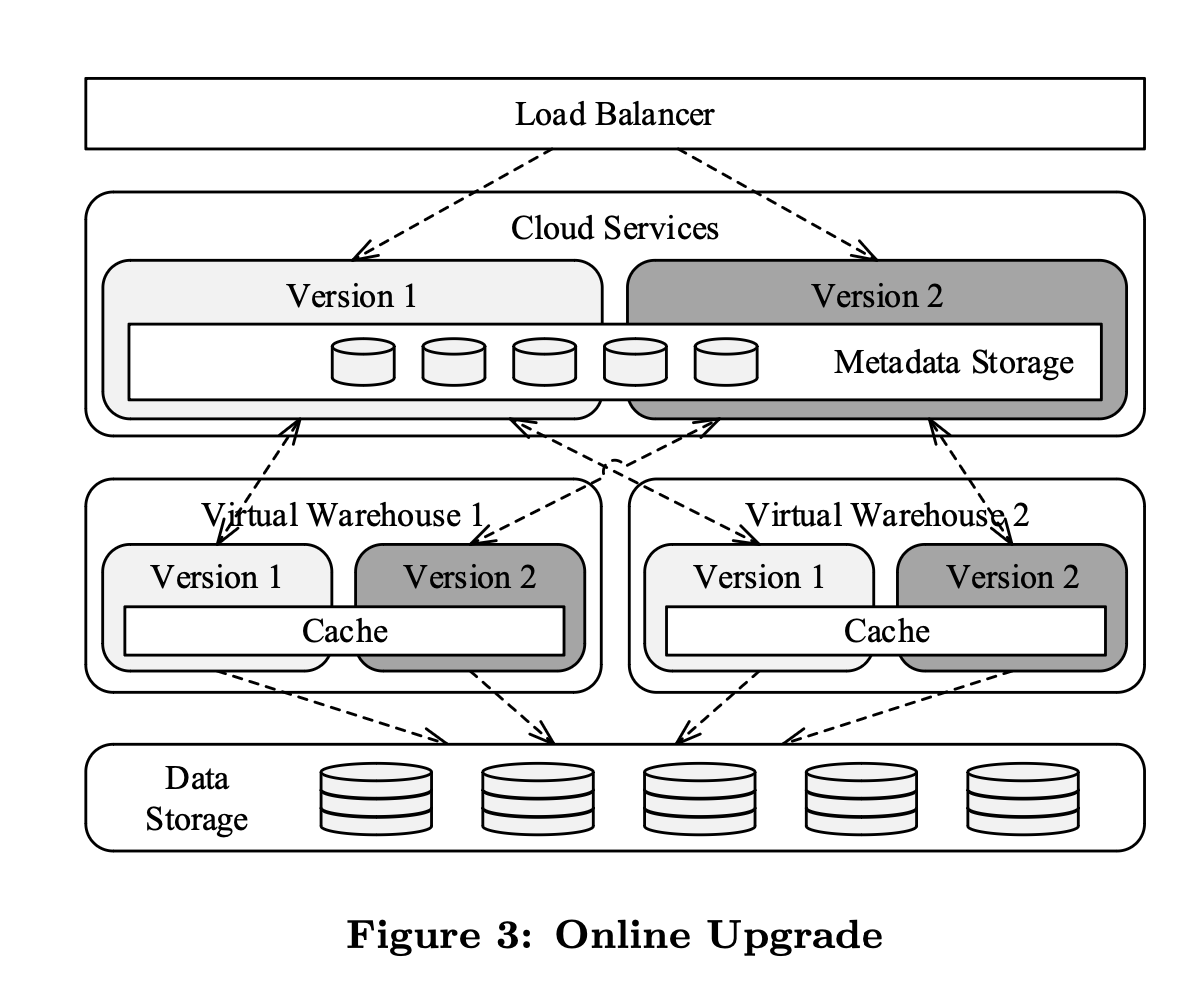 Load Balancer
Cloud Services
Version 1
Version 2
Metadata Storage
Virtual Warehouse 1
Virtual Warehouse 2
Version 1
Version 2
Version 1
Version 2
Cache
Cache
Data
Storage
Figure 3: Online Upgrade